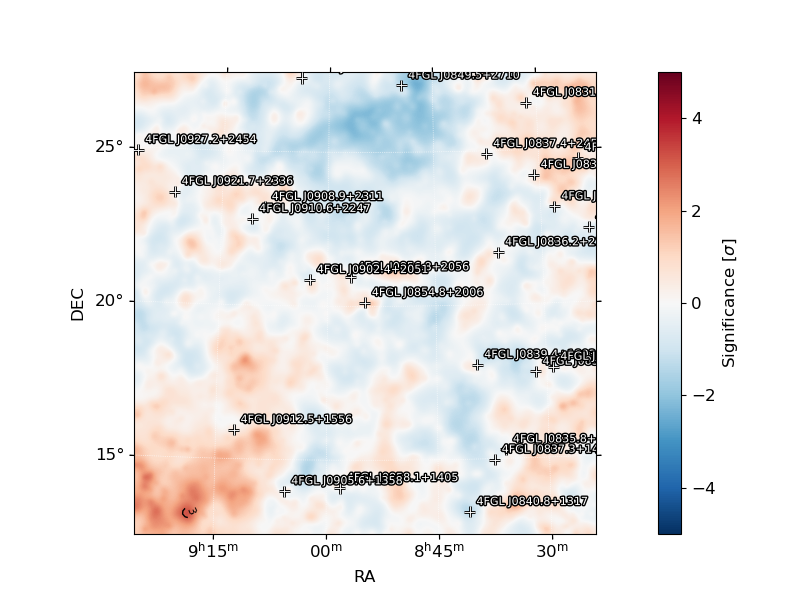 4FGL J0849.5+2710
4FGL J0831
4FGL J0927.2+2454
4FGL J0837.4+24
4FGL J083
4FGL J0921.7+2336
4FGL J0908.9+2311
4FGL J
4FGL J0910.6+2247
4FGL J0836.2+2
4FGL J0902.4+2051
+2056
4FGL J0854.8+2006
4FGL J0839.4
4FGL J0912.5+1556
4FGL J0835.8+
4FGL J0837.3+14
4FGL J0905.6+1358
.1+1405
4FGL J0840.8+1317
3
25°
20°
15°
DEC
9h15m
00m
8h45m
30m
RA
4
2
0
−2
−4
Significance [σ]